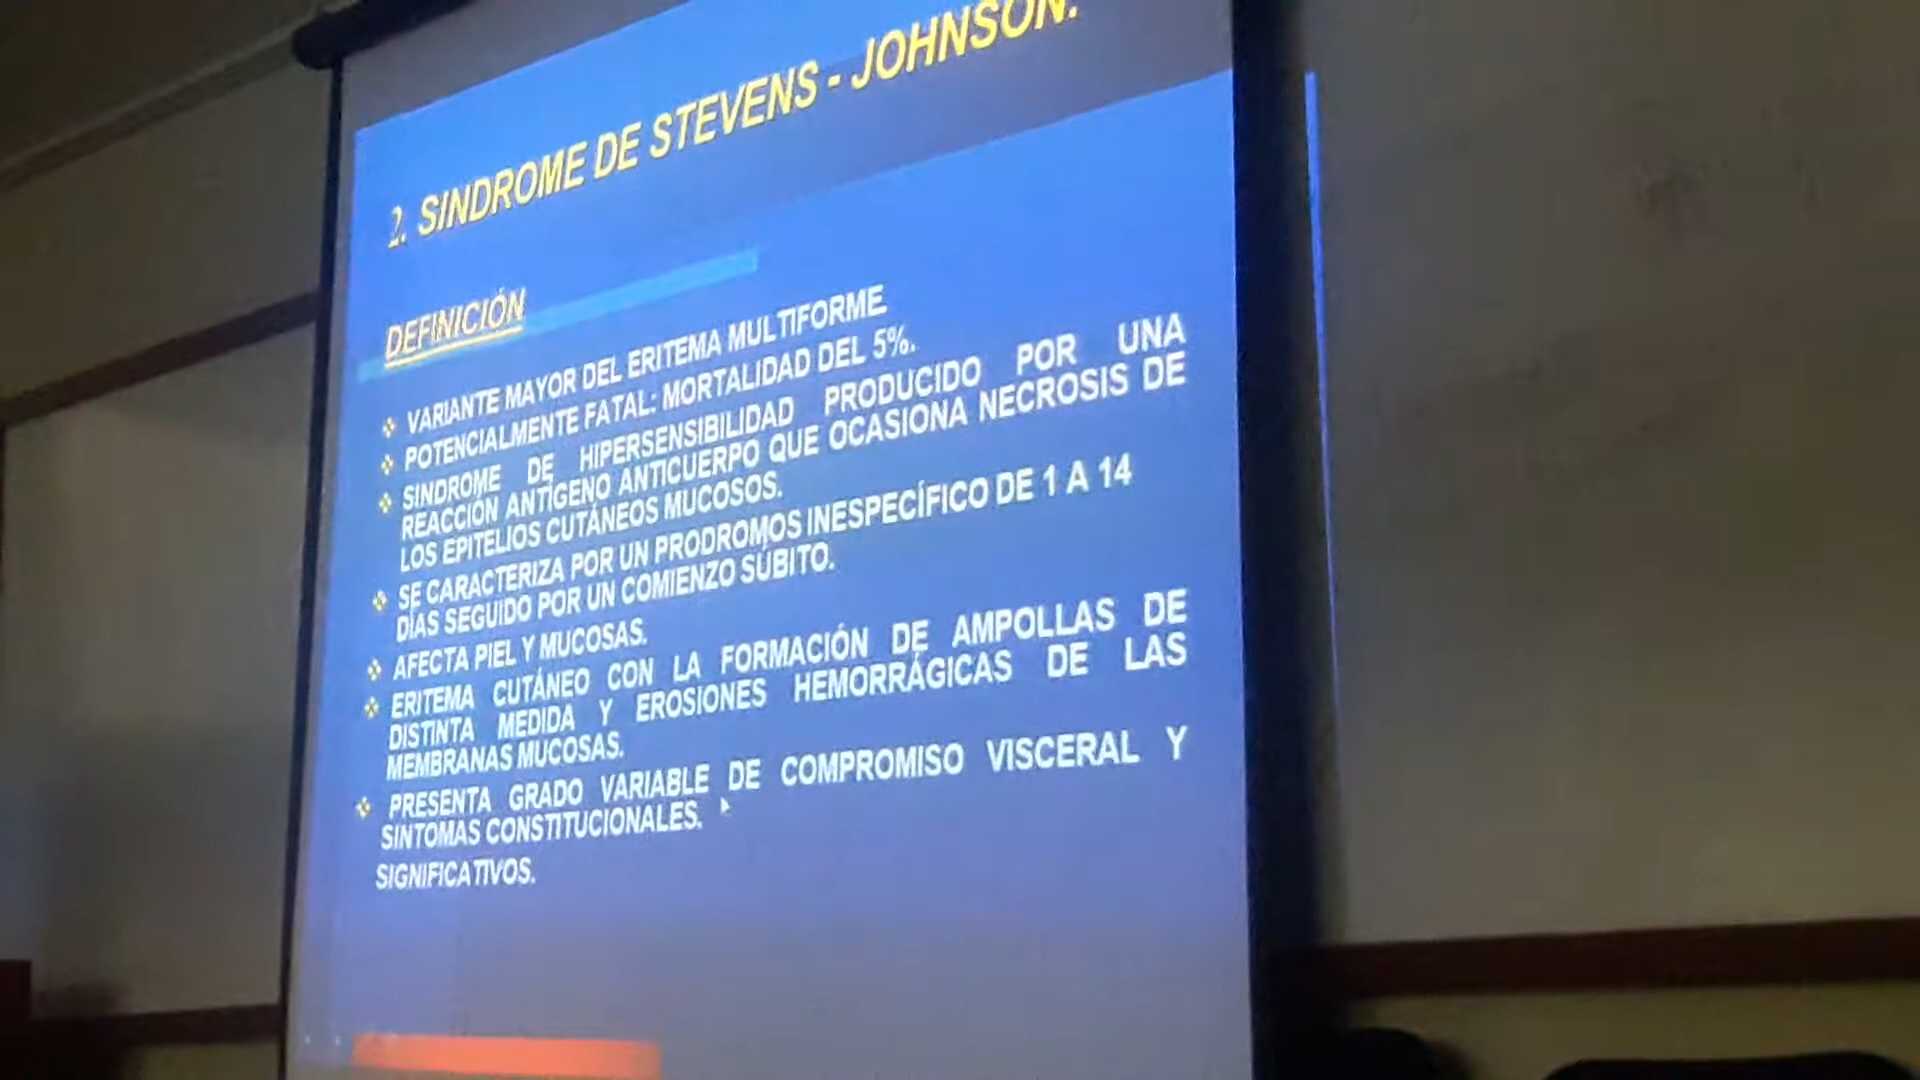 2. SINDROME DE STEVENS - JOHNSON.
DEFINICIÓN
VARIANTE MAYOR DEL ERITEMA MULTIFORME
POTENCIALMENTE FATAL: MORTALIDAD DEL 5%.
SINDROME DE HIPERSENSIBILIDAD PRODUCIDO POR UNA
REACCIÓN ANTÍGENO ANTICUERPO QUE OCASIONA NECROSIS DE
LOS EPITELIOS CUTÁNEOS MUCOSOS.
SE CARACTERIZA POR UN PRODROMOS INESPECÍFICO DE 1 A 14
DÍAS SEGUIDO POR UN COMIENZO SÚBITO.
AFECTA PIEL Y MUCOSAS.
ERITEMA CUTÁNEO CON LA FORMACIÓN DE AMPOLLAS DE
DISTINTA MEDIDA Y EROSIONES HEMORRÁGICAS DE LAS
MEMBRANAS MUCOSAS.
PRESENTA GRADO VARIABLE DE COMPROMISO VISCERAL Y
SINTOMAS CONSTITUCIONALES.
SIGNIFICATIVOS.